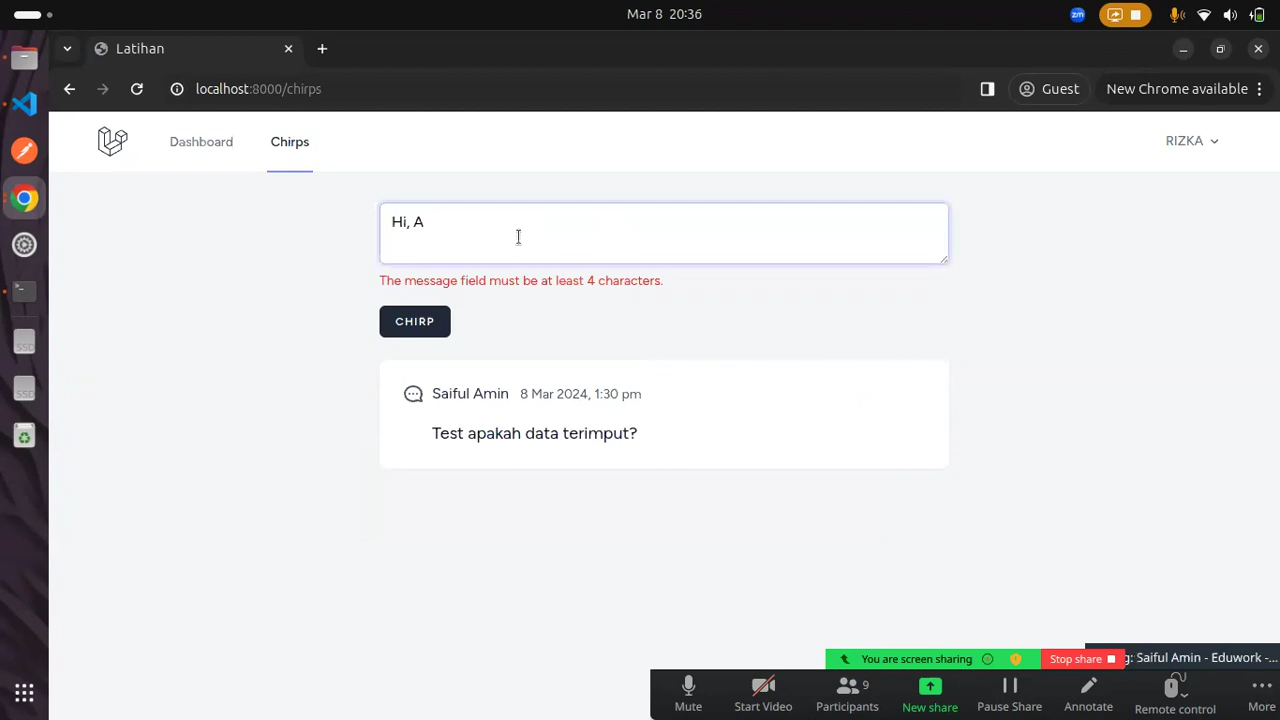 Mar 8 20:36
zm
Latihan
localhost:8000/chirps
Guest
New Chrome available
Dashboard
Chirps
RIZKA
Hi, A
The message field must be at least 4 characters.
CHIRP
Saiful Amin 8 Mar 2024, 1:30 pm
Test apakah data terimput?
SSD
SSD
You are screen sharing
Stop share
g: Saiful Amin - Eduwork -...
9
Mute
Start Video
Participants
New share
Pause Share
Annotate
Remote control
More